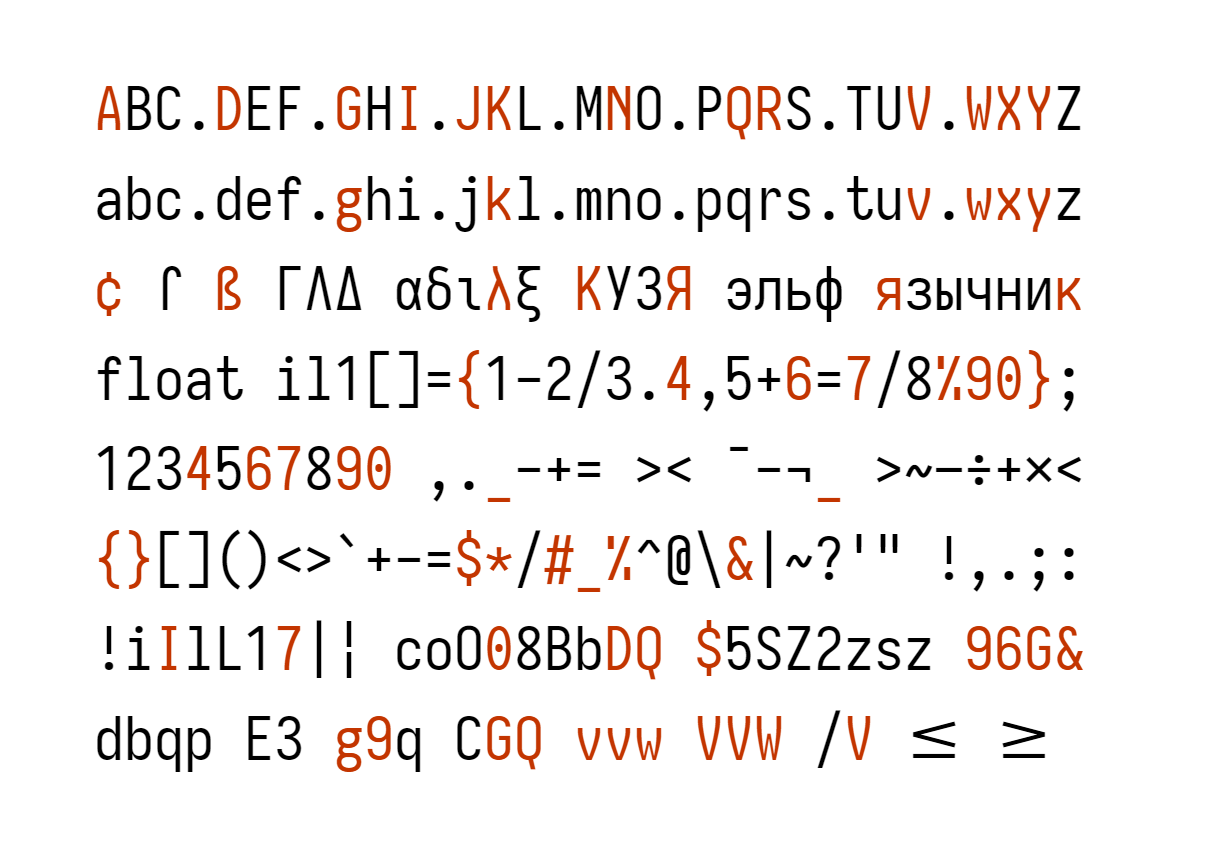 ABC.DEF.GHI.JKL.MNO.PQRS.TUV.WXYZ
abc.def.ghi.jkl.mno.pqrs.tuv.wxyz
¢ ſ ß ΓΛΔ αδιλξ КУЗЯ эльф язычник
float il1[]={1-2/3.4,5+6=7/8%90};
1234567890 ,._-+= >< ¯-¬_ >~–÷+×<
{}[]()<>`+-=$*/#_%^@\&|~?'" !,.;:
!iIlL17|¦ coO08BbDQ $5SZ2zsz 96G&
dbqp E3 g9q CGQ vvw VVW /V ≤ ≥